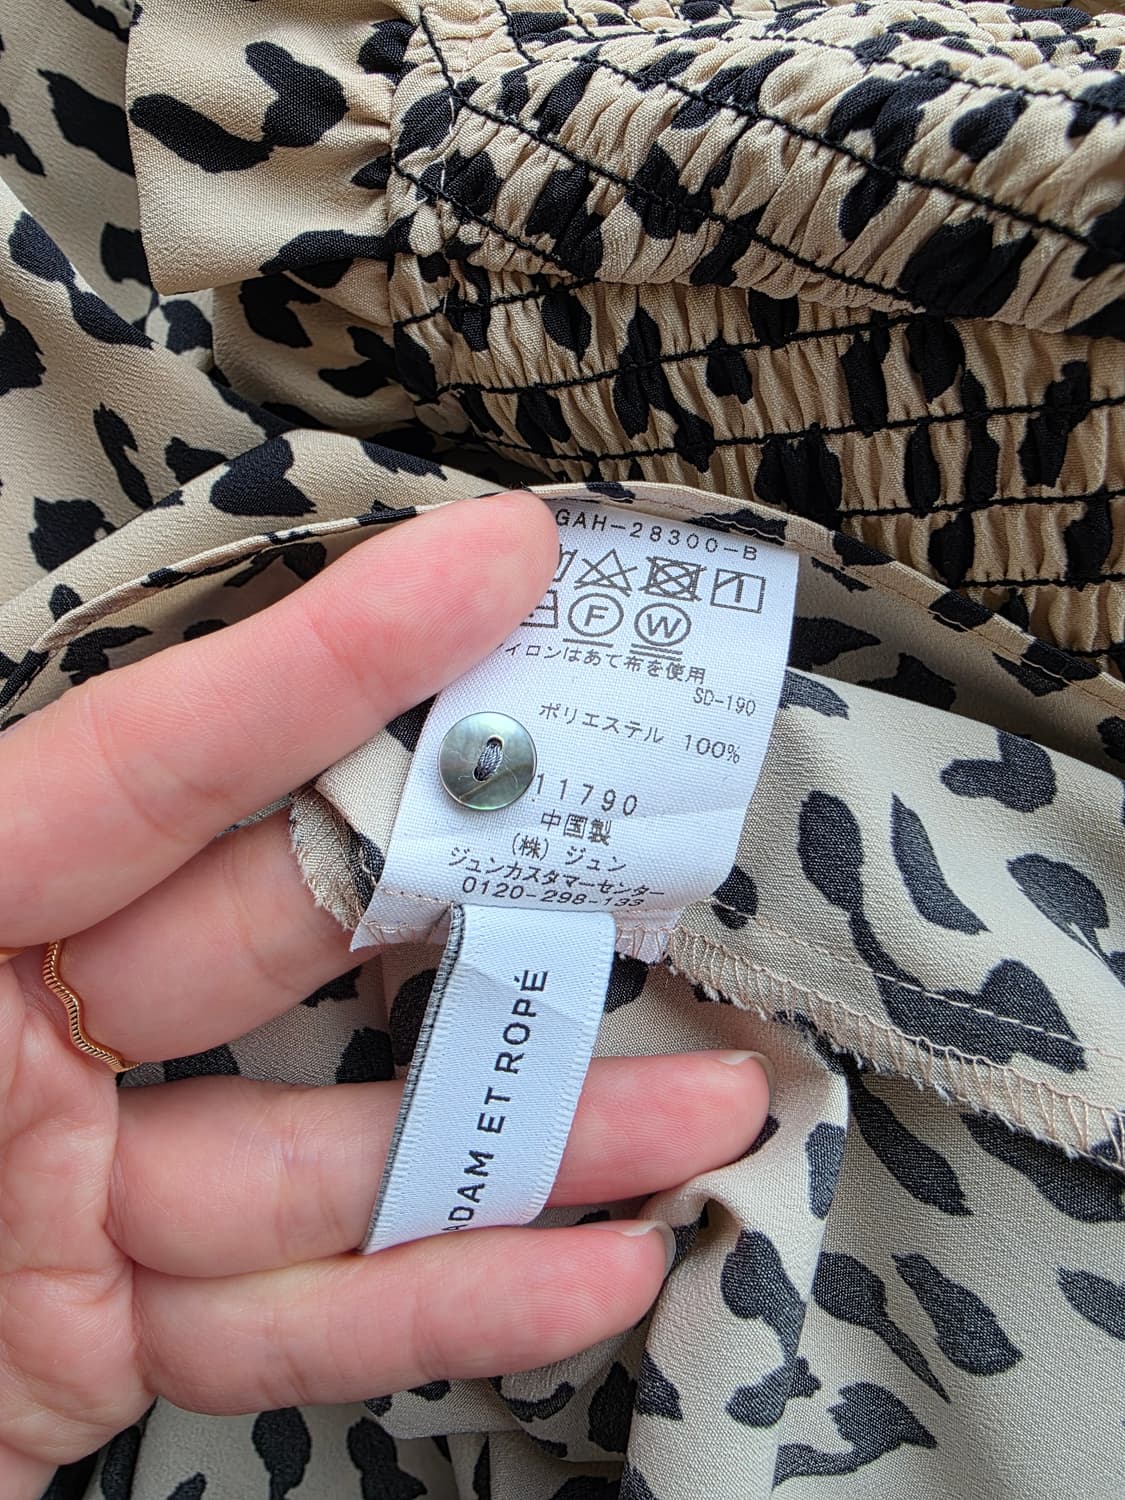 GAH-28300-B
F W
イロンはあて布を使用
SD-190
ポリエステル 100%
11790
中国製
(株) ジュン
ジュンカスタマーセンター
0120-298-133
ADAM ET ROPÉ